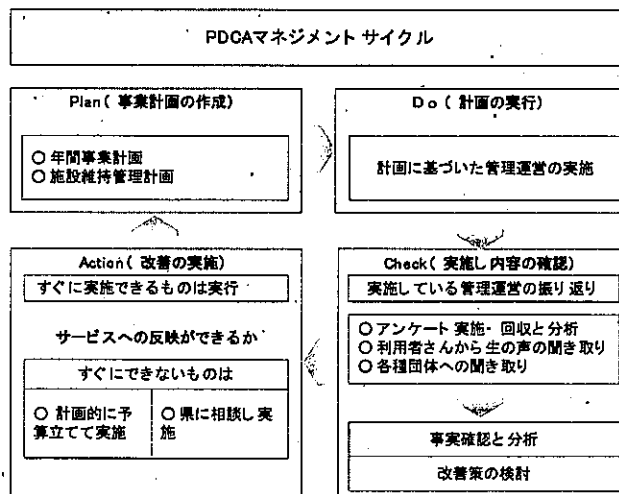 PDCAマネジメントサイクル
Plan(事業計画の作成)
○年間事業計画
○施設維持管理計画
Do(計画の実行)
計画に基づいた管理運営の実施
Check(実施し内容の確認)
実施している管理運営の振り返り
○アンケート実施・回収と分析
○利用者さんから生の声の聞き取り
○各種団体への聞き取り
事実確認と分析
改善策の検討
Action(改善の実施)
すぐに実施できるものは実行
サービスへの反映ができるか
すぐにできないものは
○計画的に予
算立てて実施
○県に相談し実
施